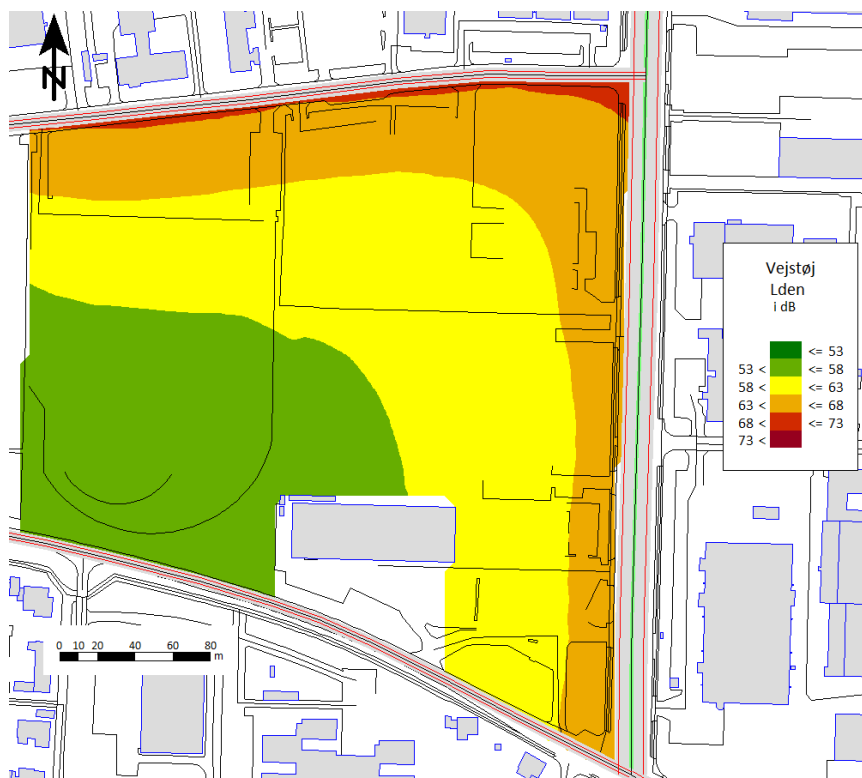 N
Vejstøj
Lden
i dB
<= 53
53 < <= 58
58 < <= 63
63 < <= 68
68 < <= 73
73 <
0 10 20 40 60 80
m